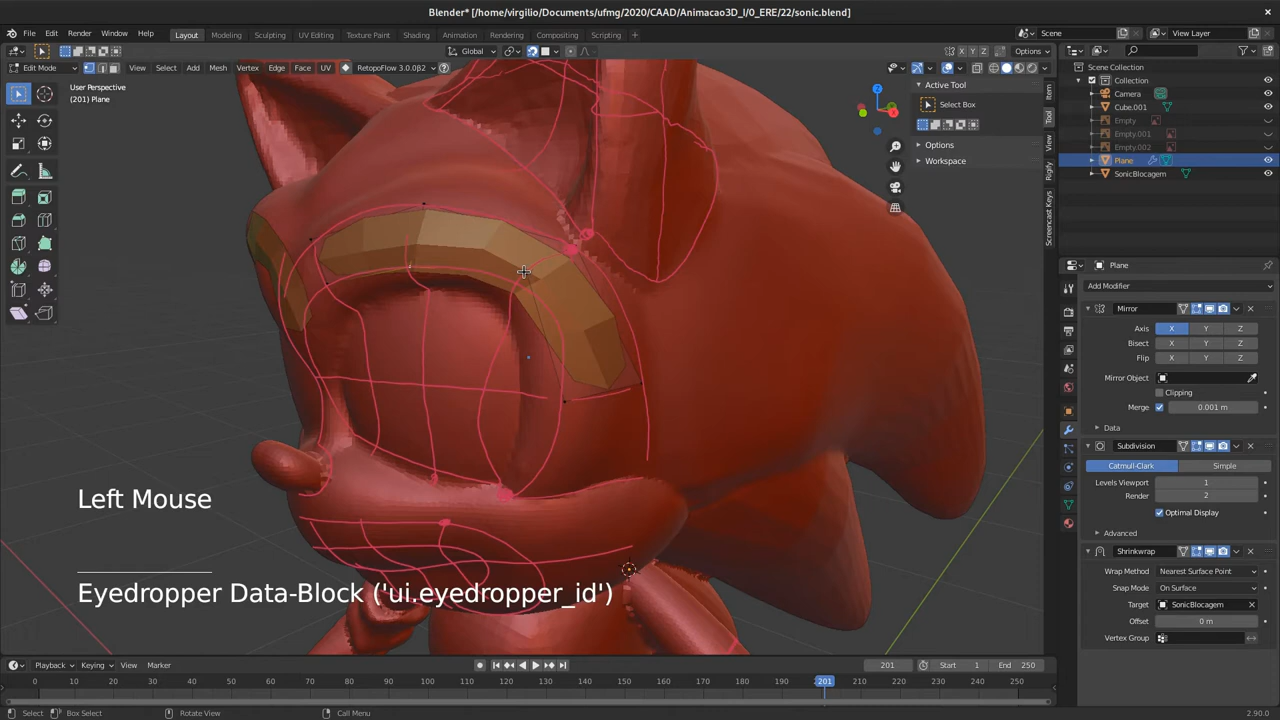 Blender* [/home/virgilio/Documents/ufmg/2020/CAAD/Animacao3D_I/0_ERE/22/sonic.blend]
File Edit Render Window Help Layout Modeling Sculpting UV Editing Texture Paint Shading Animation Rendering Compositing Scripting Scene View Layer
Global X Y Z Options
Edit Mode View Select Add Mesh Vertex Edge Face UV RetopoFlow 3.0.0β2
User Perspective
(201) Plane
Active Tool
Select Box
Options
Workspace
Item
Tool
View
Rigify
Screencast Keys
Scene Collection
Collection
Camera
Cube.001
Empty
Empty.001
Empty.002
Plane
SonicBlocagem
Plane
Add Modifier
Mirror
Axis X Y Z
Bisect X Y Z
Flip X Y Z
Mirror Object
Clipping
Merge 0.001 m
Data
Subdivision
Catmull-Clark Simple
Levels Viewport 1
Render 2
Optimal Display
Advanced
Shrinkwrap
Wrap Method Nearest Surface Point
Snap Mode On Surface
Target SonicBlocagem
Offset 0 m
Vertex Group
Left Mouse
Eyedropper Data-Block ('ui.eyedropper_id')
Playback Keying View Marker 201 Start 1 End 250
0 10 20 30 40 50 60 70 80 90 100 110 120 130 140 150 160 170 180 190 201 210 220 230 240 250
Select Box Select Rotate View Call Menu 2.90.0